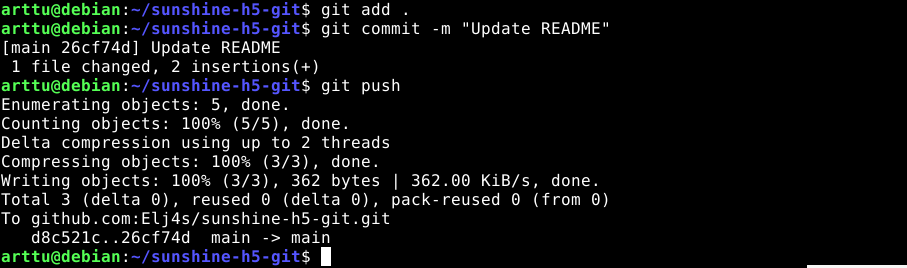 arttu@debian:~/sunshine-h5-git$ git add .
arttu@debian:~/sunshine-h5-git$ git commit -m "Update README"
[main 26cf74d] Update README
 1 file changed, 2 insertions(+)
arttu@debian:~/sunshine-h5-git$ git push
Enumerating objects: 5, done.
Counting objects: 100% (5/5), done.
Delta compression using up to 2 threads
Compressing objects: 100% (3/3), done.
Writing objects: 100% (3/3), 362 bytes | 362.00 KiB/s, done.
Total 3 (delta 0), reused 0 (delta 0), pack-reused 0 (from 0)
To github.com:Elj4s/sunshine-h5-git.git
   d8c521c..26cf74d  main -> main
arttu@debian:~/sunshine-h5-git$